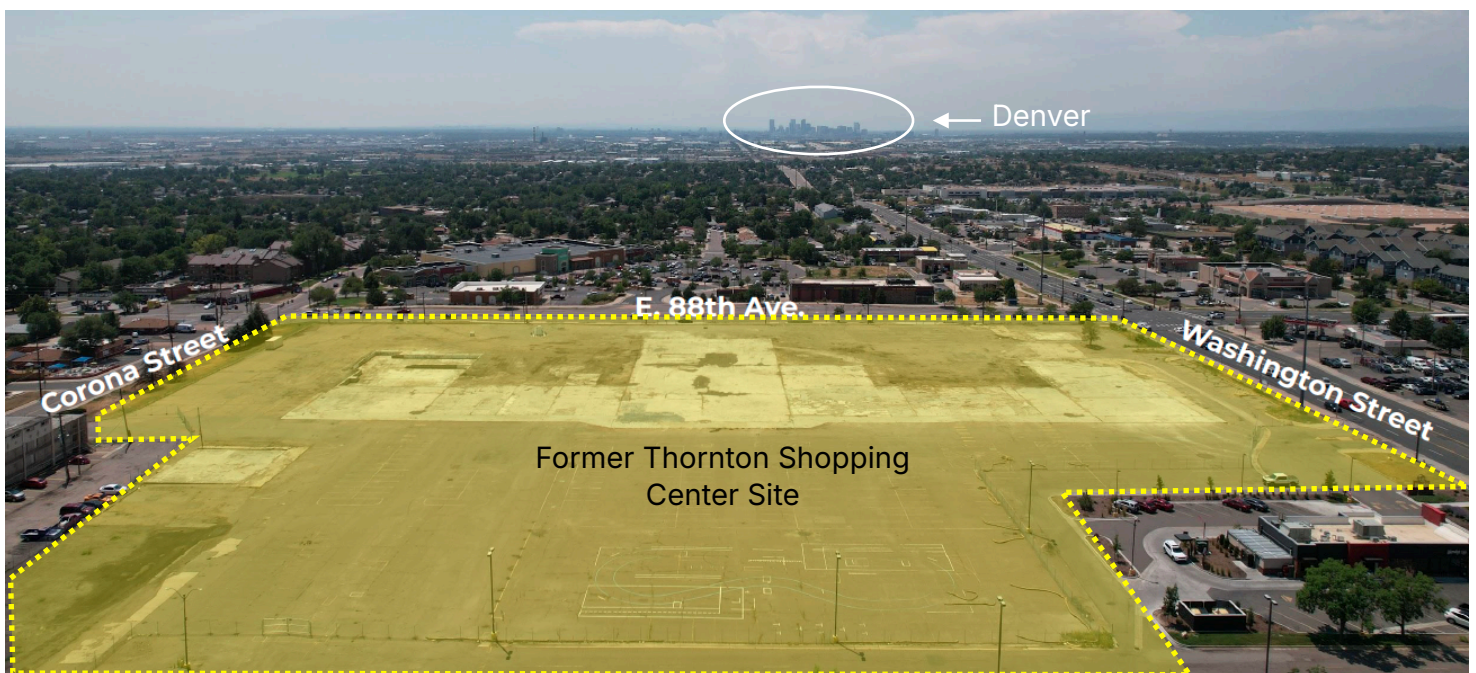 Denver
E. 88th Ave.
Corona Street
Washington Street
Former Thornton Shopping
Center Site